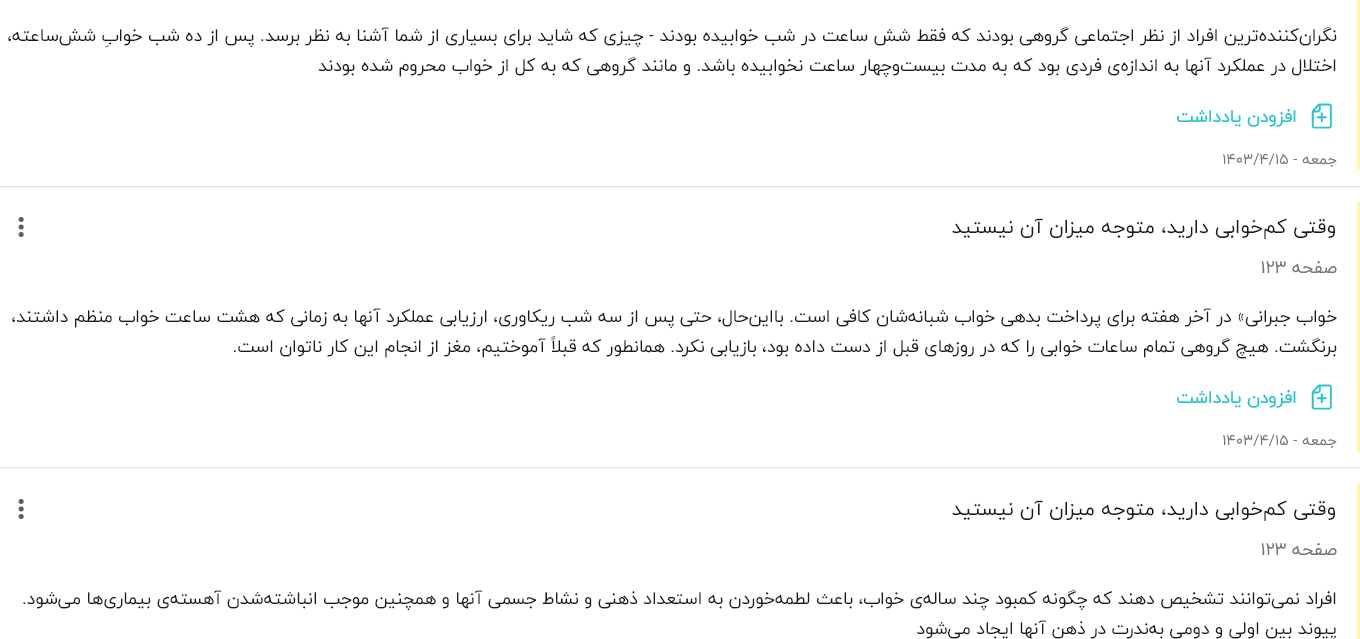 نگران‌کننده‌ترین افراد از نظر اجتماعی گروهی بودند که فقط شش ساعت در شب خوابیده بودند - چیزی که شاید برای بسیاری از شما آشنا به نظر برسد. پس از ده شب خوابِ شش‌ساعته،
اختلال در عملکرد آنها به اندازه‌ی فردی بود که به مدت بیست‌وچهار ساعت نخوابیده باشد. و مانند گروهی که به کل از خواب محروم شده بودند
افزودن یادداشت
جمعه - ۱۴۰۳/۴/۱۵
وقتی کم‌خوابی دارید، متوجه میزان آن نیستید
صفحه ۱۲۳
خواب جبرانی» در آخر هفته برای پرداخت بدهی خواب شبانه‌شان کافی است. بااین‌حال، حتی پس از سه شب ریکاوری، ارزیابی عملکرد آنها به زمانی که هشت ساعت خواب منظم داشتند،
برنگشت. هیچ گروهی تمام ساعات خوابی را که در روزهای قبل از دست داده بود، بازیابی نکرد. همانطور که قبلاً آموختیم، مغز از انجام این کار ناتوان است.
افزودن یادداشت
جمعه - ۱۴۰۳/۴/۱۵
وقتی کم‌خوابی دارید، متوجه میزان آن نیستید
صفحه ۱۲۳
افراد نمی‌توانند تشخیص دهند که چگونه کمبود چند ساله‌ی خواب، باعث لطمه‌خوردن به استعداد ذهنی و نشاط جسمی آنها و همچنین موجب انباشته‌شدن آهسته‌ی بیماری‌ها می‌شود.
پیوند بین اولی و دومی به‌ندرت در ذهن آنها ایجاد می‌شود